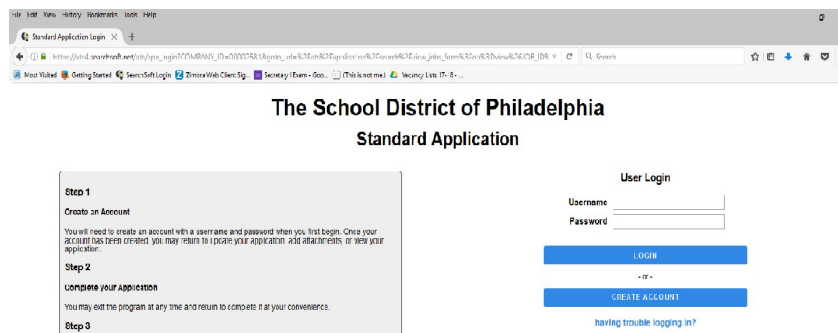 File Edit View History Bookmarks Tools Help
Standard Application Login
Search
Most Visited Getting Started SearchSoft Login Zimbra Web Client Sig... Secretary I Exam - Goo... (This is not me.) Vacancy Lists 17-18 - ...
The School District of Philadelphia
Standard Application
Step 1
Create an Account
You will need to create an account with a username and password when you first begin. Once your
account has been created, you may return to update your application, add attachments, or view your
application.
Step 2
Complete your Application
You may exit the program at any time and return to complete it at your convenience.
Step 3
User Login
Username
Password
LOGIN
- or -
CREATE ACCOUNT
having trouble logging in?